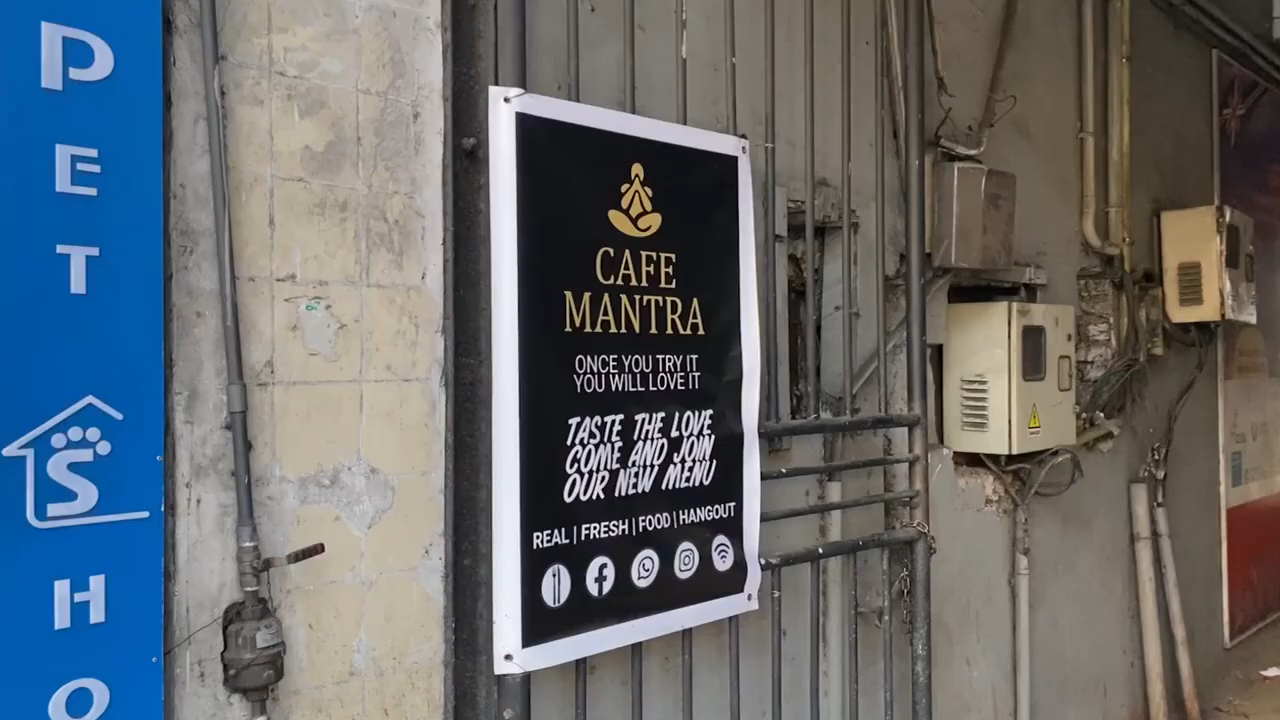 PET SHO
CAFE
MANTRA
ONCE YOU TRY IT
YOU WILL LOVE IT
TASTE THE LOVE
COME AND JOIN
OUR NEW MENU
REAL | FRESH | FOOD \ HANGOUT